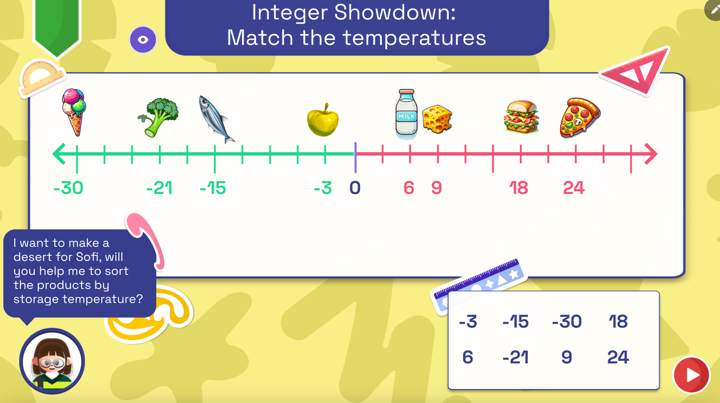 Integer Showdown:
Match the temperatures
MILK
-30 -21 -15 -3 0 6 9 18 24
I want to make a
desert for Sofi, will
you help me to sort
the products by
storage temperature?
-3 -15 -30 18
6 -21 9 24